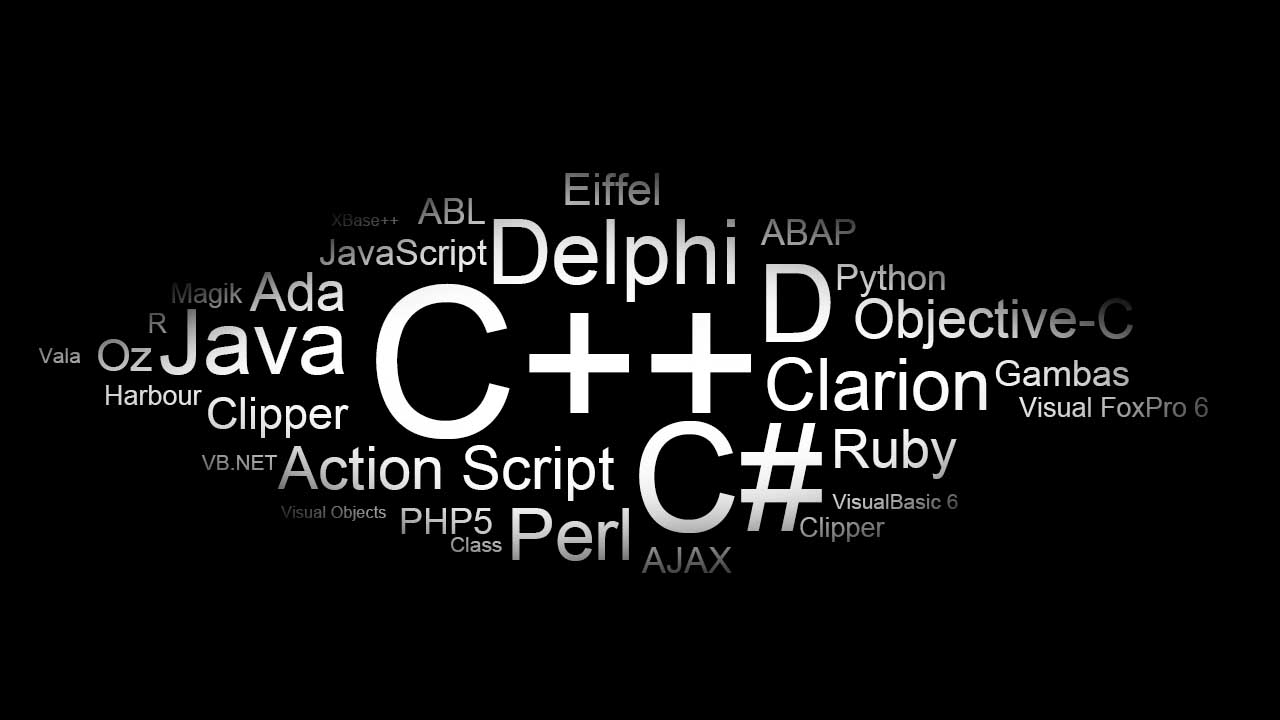 Eiffel
XBase++ ABL
JavaScript Delphi ABAP
Magik Ada D Python
R Java C++ Objective-C
Vala Oz Clarion Gambas
Harbour Clipper Visual FoxPro 6
VB.NET Action Script C# Ruby
Visual Objects PHP5 Perl VisualBasic 6
Class Clipper
AJAX